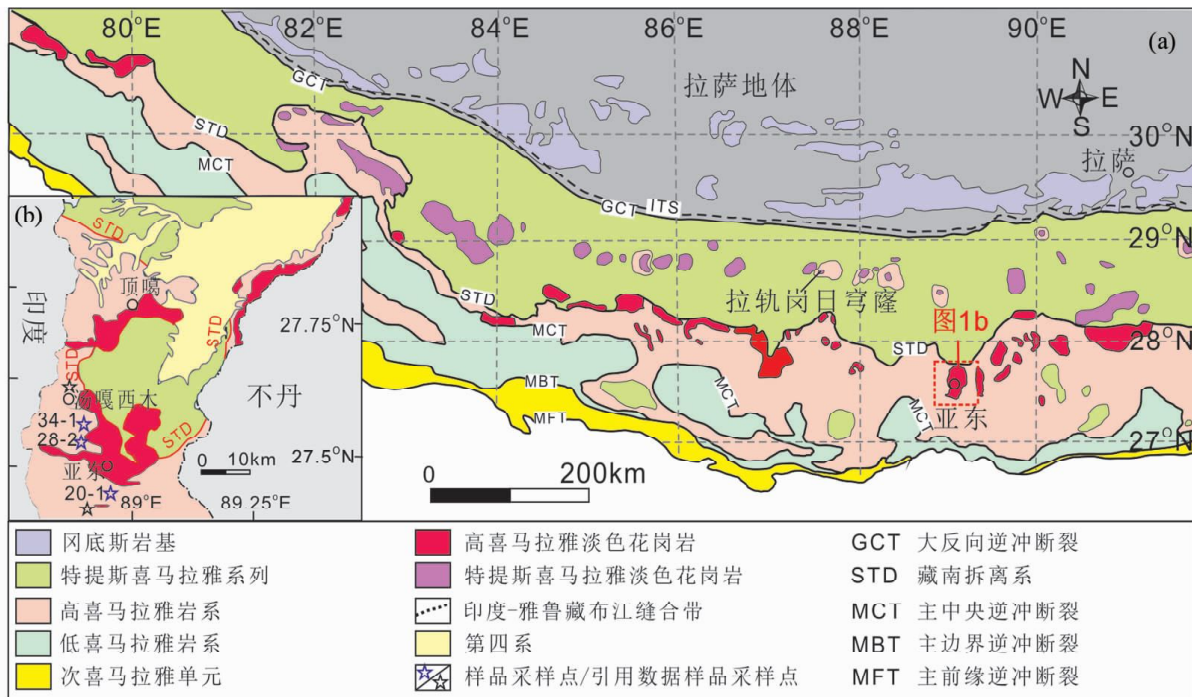 80°E 82°E 84°E 86°E 88°E 90°E (a)
N
W E
S
拉萨地体
30°N
拉萨
GCT
STD
MCT
GCT ITS
29°N
拉轨岗日穹隆
图1b
STD
MCT
STD
28°N
MBT
MCT
MCT
亚东
MFT
27°N
0 200km
(b)
STD
印度
顶嘎
27.75°N
STD
STD
嘎西木
不丹
34-1
28-2
STD
0 10km
27.5°N
亚东
20-1
89°E
89.25°E
冈底斯岩基
特提斯喜马拉雅系列
高喜马拉雅岩系
低喜马拉雅岩系
次喜马拉雅单元
高喜马拉雅淡色花岗岩
特提斯喜马拉雅淡色花岗岩
印度-雅鲁藏布江缝合带
第四系
样品采样点/引用数据样品采样点
GCT 大反向逆冲断裂
STD 藏南拆离系
MCT 主中央逆冲断裂
MBT 主边界逆冲断裂
MFT 主前缘逆冲断裂